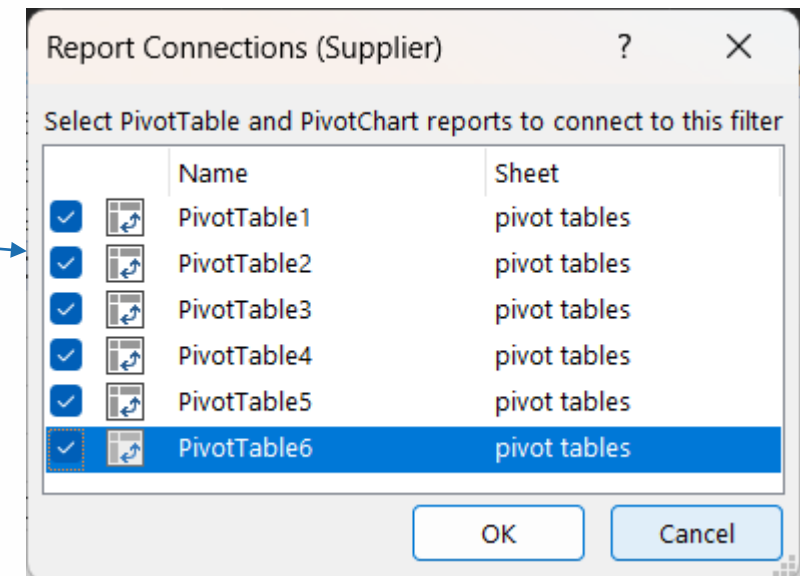 Report Connections (Supplier) ?
Select PivotTable and PivotChart reports to connect to this filter
Name Sheet
PivotTable1 pivot tables
PivotTable2 pivot tables
PivotTable3 pivot tables
PivotTable4 pivot tables
PivotTable5 pivot tables
PivotTable6 pivot tables
OK Cancel